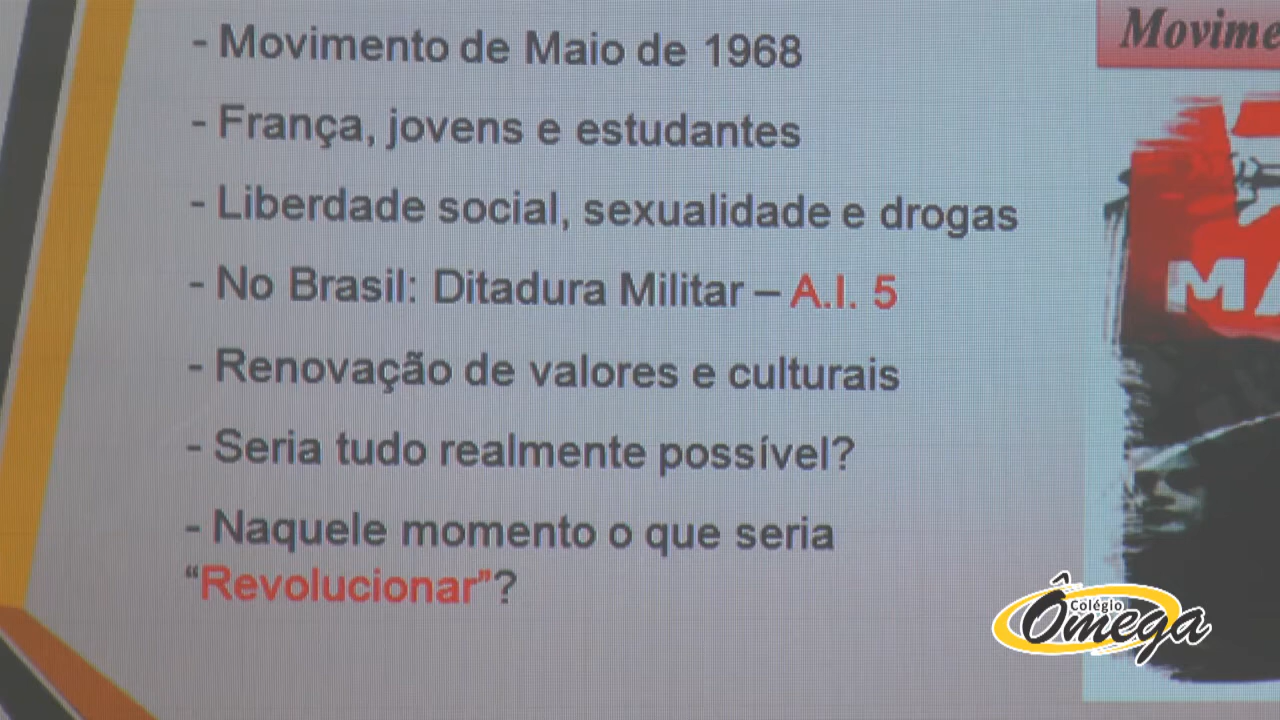 - Movimento de Maio de 1968
- França, jovens e estudantes
- Liberdade social, sexualidade e drogas
- No Brasil: Ditadura Militar – A.I. 5
- Renovação de valores e culturais
- Seria tudo realmente possível?
- Naquele momento o que seria
“Revolucionar”?
Movime
MA
Colégio
Ômega